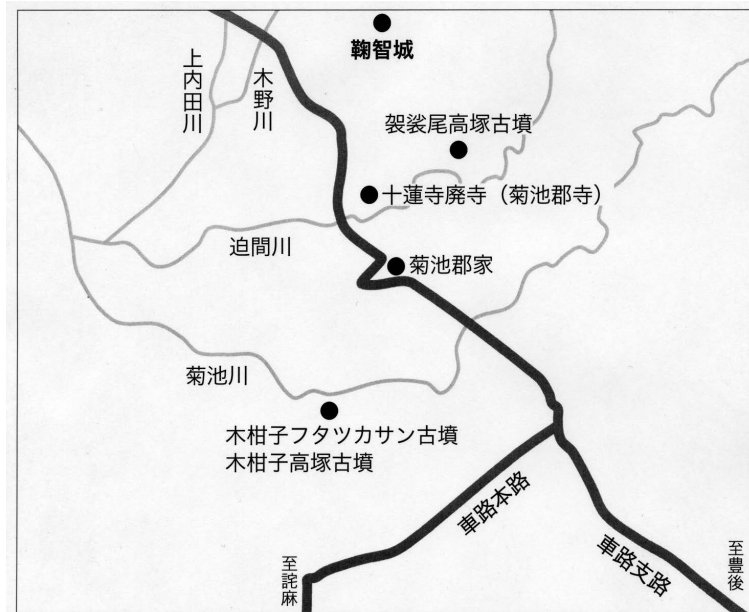 鞠智城
上内田川
木野川
袈裟尾高塚古墳
十蓮寺廃寺（菊池郡寺）
迫間川
菊池郡家
菊池川
木柑子フタツカサン古墳
木柑子高塚古墳
車路本路
車路支路
至詫麻
至豊後